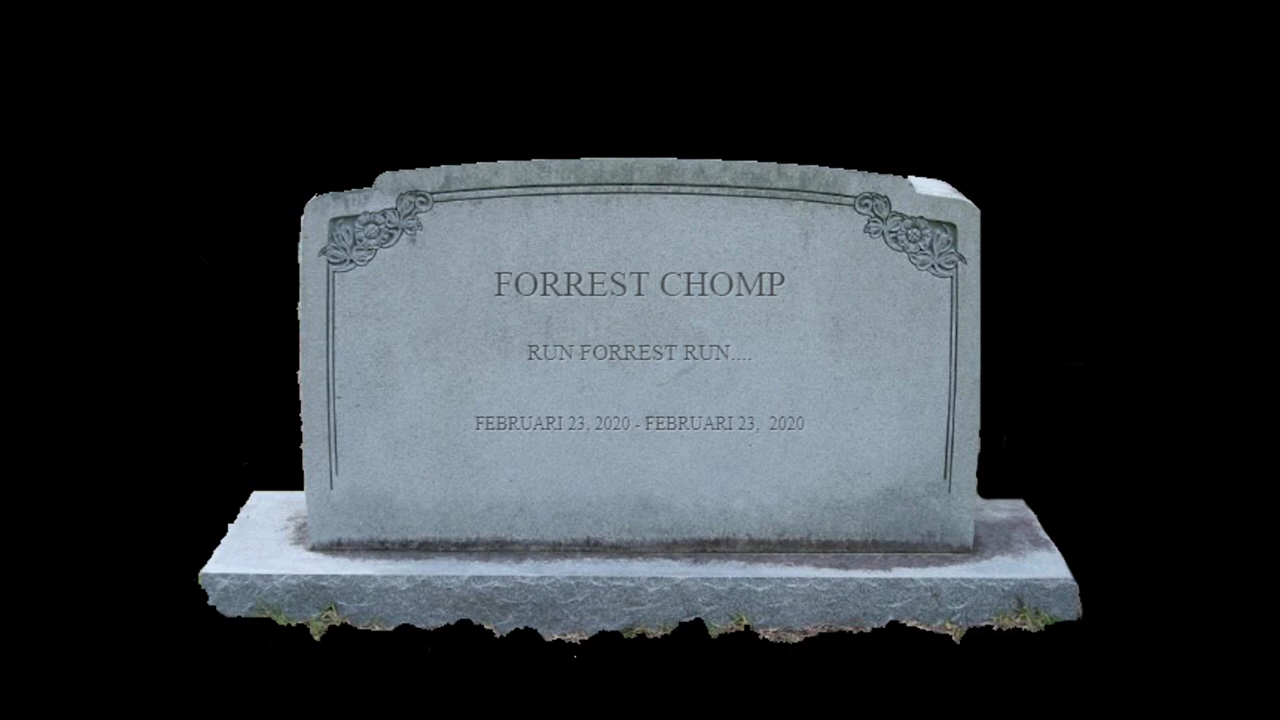 FORREST CHOMP
RUN FORREST RUN....
FEBRUARI 23, 2020 - FEBRUARI 23,  2020